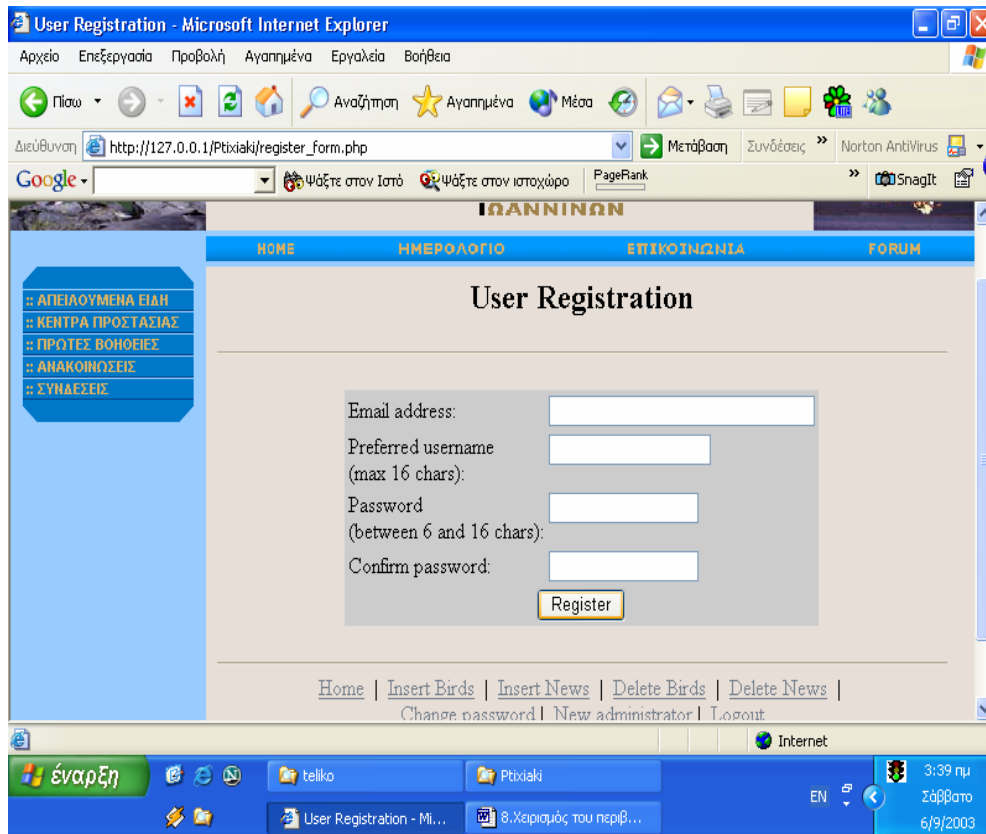 User Registration - Microsoft Internet Explorer
Αρχείο Επεξεργασία Προβολή Αγαπημένα Εργαλεία Βοήθεια
Πίσω Αναζήτηση Αγαπημένα Μέσα
Διεύθυνση http://127.0.0.1/Ptixiaki/register_form.php Μετάβαση Συνδέσεις » Norton AntiVirus
Google Ψάξτε στον Ιστό Ψάξτε στον ιστοχώρο PageRank » SnagIt
ΙΩΑΝΝΙΝΩΝ
HOME ΗΜΕΡΟΛΟΓΙΟ ΕΠΙΚΟΙΝΩΝΙΑ FORUM
:: ΑΠΕΙΛΟΥΜΕΝΑ ΕΙΔΗ
:: ΚΕΝΤΡΑ ΠΡΟΣΤΑΣΙΑΣ
:: ΠΡΩΤΕΣ ΒΟΗΘΕΙΕΣ
:: ΑΝΑΚΟΙΝΩΣΕΙΣ
:: ΣΥΝΔΕΣΕΙΣ
User Registration
Email address:
Preferred username
(max 16 chars):
Password
(between 6 and 16 chars):
Confirm password:
Register
Home | Insert Birds | Insert News | Delete Birds | Delete News |
Change password | New administrator | Logout
Internet
έναρξη teliko Ptixiaki 3:39 πμ
EN Σάββατο
User Registration - Mi... 8.Χειρισμός του περιβ... 6/9/2003